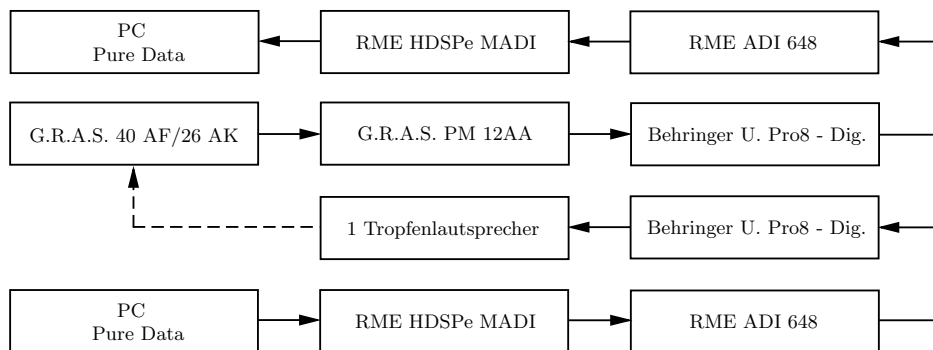 PC
Pure Data
RME HDSPe MADI
RME ADI 648
G.R.A.S. 40 AF/26 AK
G.R.A.S. PM 12AA
Behringer U. Pro8 - Dig.
1 Tropfenlautsprecher
Behringer U. Pro8 - Dig.
PC
Pure Data
RME HDSPe MADI
RME ADI 648